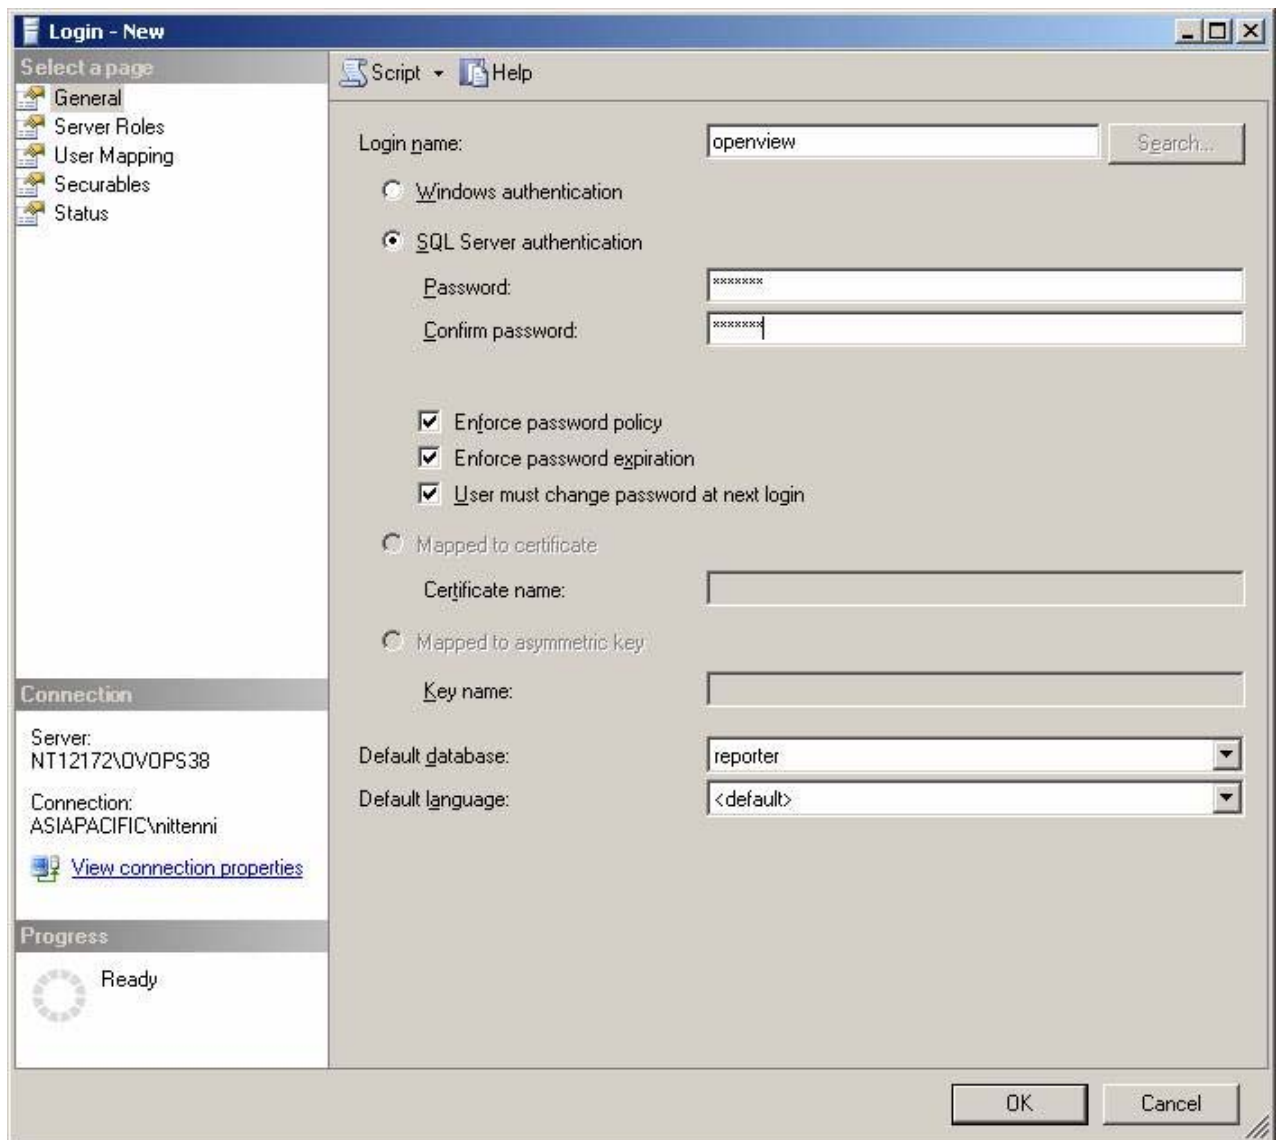 Login - New
Select a page
General
Server Roles
User Mapping
Securables
Status
Connection
Server:
NT12172\OVOPS38
Connection:
ASIAPACIFIC\nittenni
View connection properties
Progress
Ready
Script
Help
Login name:
openview
Search...
Windows authentication
SQL Server authentication
Password:
*******
Confirm password:
*******
Enforce password policy
Enforce password expiration
User must change password at next login
Mapped to certificate
Certificate name:
Mapped to asymmetric key
Key name:
Default database:
reporter
Default language:
<default>
OK
Cancel